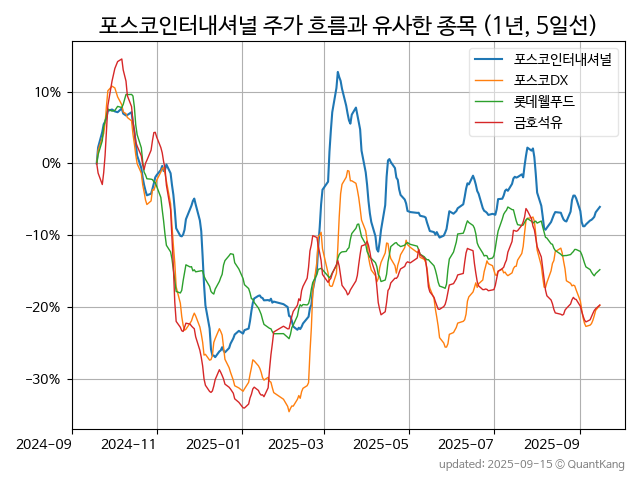 포스코인터내셔널 주가 흐름과 유사한 종목 (1년, 5일선)
포스코인터내셔널
포스코DX
롯데웰푸드
금호석유
10%
0%
−10%
−20%
−30%
2024-09
2024-11
2025-01
2025-03
2025-05
2025-07
2025-09
updated: 2025-09-15 © QuantKang